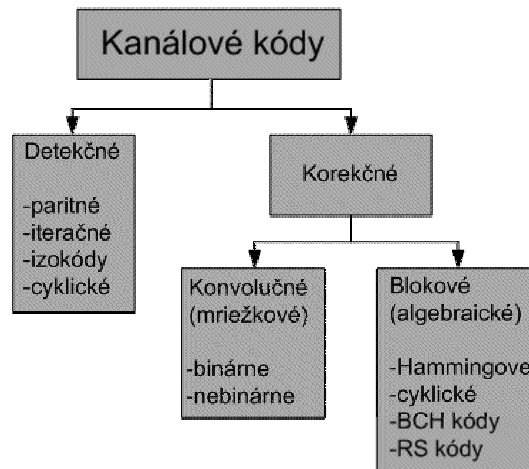 Kanálové kódy
Detekčné
-paritné
-iteračné
-izokódy
-cyklické
Korekčné
Konvolučné
(mriežkové)
-binárne
-nebinárne
Blokové
(algebraické)
-Hammingove
-cyklické
-BCH kódy
-RS kódy